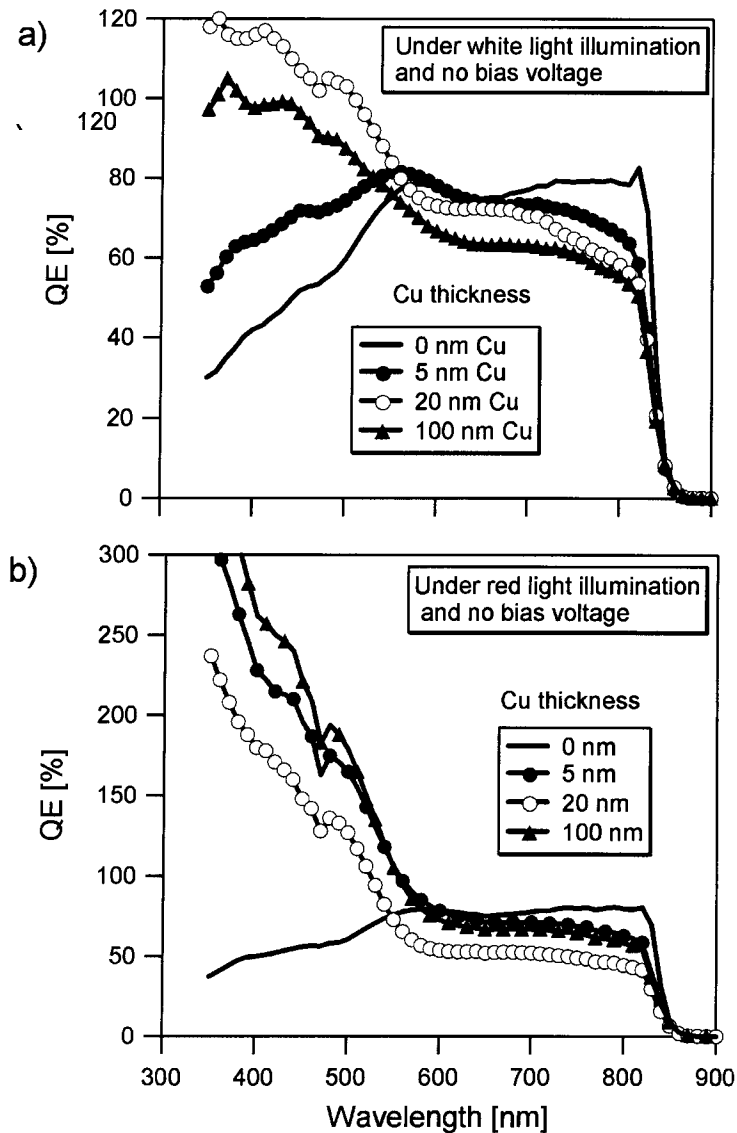 a)
Under white light illumination
and no bias voltage
120
100
120
80
60
40
20
0
QE [%]
Cu thickness
0 nm Cu
5 nm Cu
20 nm Cu
100 nm Cu
b)
Under red light illumination
and no bias voltage
300
250
200
150
100
50
0
QE [%]
Cu thickness
0 nm
5 nm
20 nm
100 nm
300 400 500 600 700 800 900
Wavelength [nm]